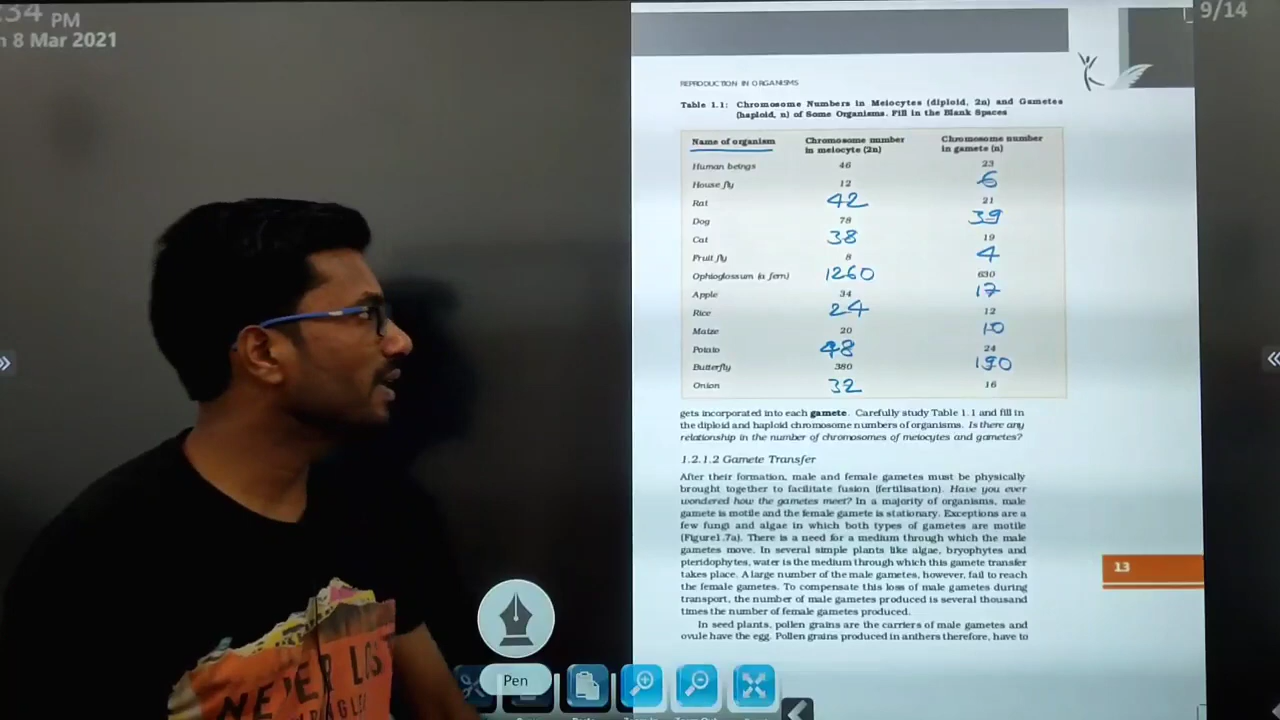 :34 PM
8 Mar 2021
9/14
REPRODUCTION IN ORGANISMS
Table 1.1: Chromosome Numbers in Meiocytes (diploid, 2n) and Gametes
(haploid, n) of Some Organisms. Fill in the Blank Spaces
Name of organism Chromosome number in meiocyte (2n) Chromosome number in gamete (n)
Human beings 46 23
House fly 12 6
Rat 42 21
Dog 78 39
Cat 38 19
Fruit fly 8 4
Ophioglossum (a fern) 1260 630
Apple 34 17
Rice 24 12
Maize 20 10
Potato 48 24
Butterfly 380 190
Onion 32 16
gets incorporated into each gamete. Carefully study Table 1.1 and fill in
the diploid and haploid chromosome numbers of organisms. Is there any
relationship in the number of chromosomes of meiocytes and gametes?
1.2.1.2 Gamete Transfer
After their formation, male and female gametes must be physically
brought together to facilitate fusion (fertilisation). Have you ever
wondered how the gametes meet? In a majority of organisms, male
gamete is motile and the female gamete is stationary. Exceptions are a
few fungi and algae in which both types of gametes are motile
(Figure1.7a). There is a need for a medium through which the male
gametes move. In several simple plants like algae, bryophytes and
pteridophytes, water is the medium through which this gamete transfer
takes place. A large number of the male gametes, however, fail to reach
the female gametes. To compensate this loss of male gametes during
transport, the number of male gametes produced is several thousand
times the number of female gametes produced.
In seed plants, pollen grains are the carriers of male gametes and
ovule have the egg. Pollen grains produced in anthers therefore, have to
13
NEVER LOS
Pen